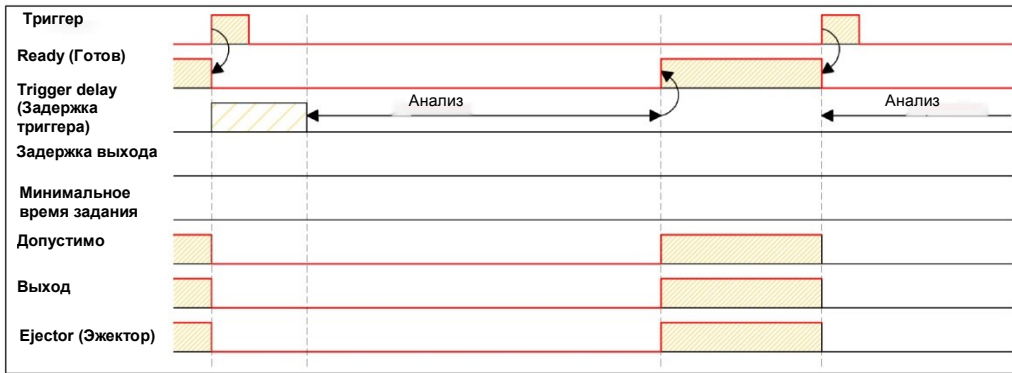 Триггер
Ready (Готов)
Trigger delay
(Задержка
триггера)
Анализ
Анализ
Задержка выхода
Минимальное
время задания
Допустимо
Выход
Ejector (Эжектор)